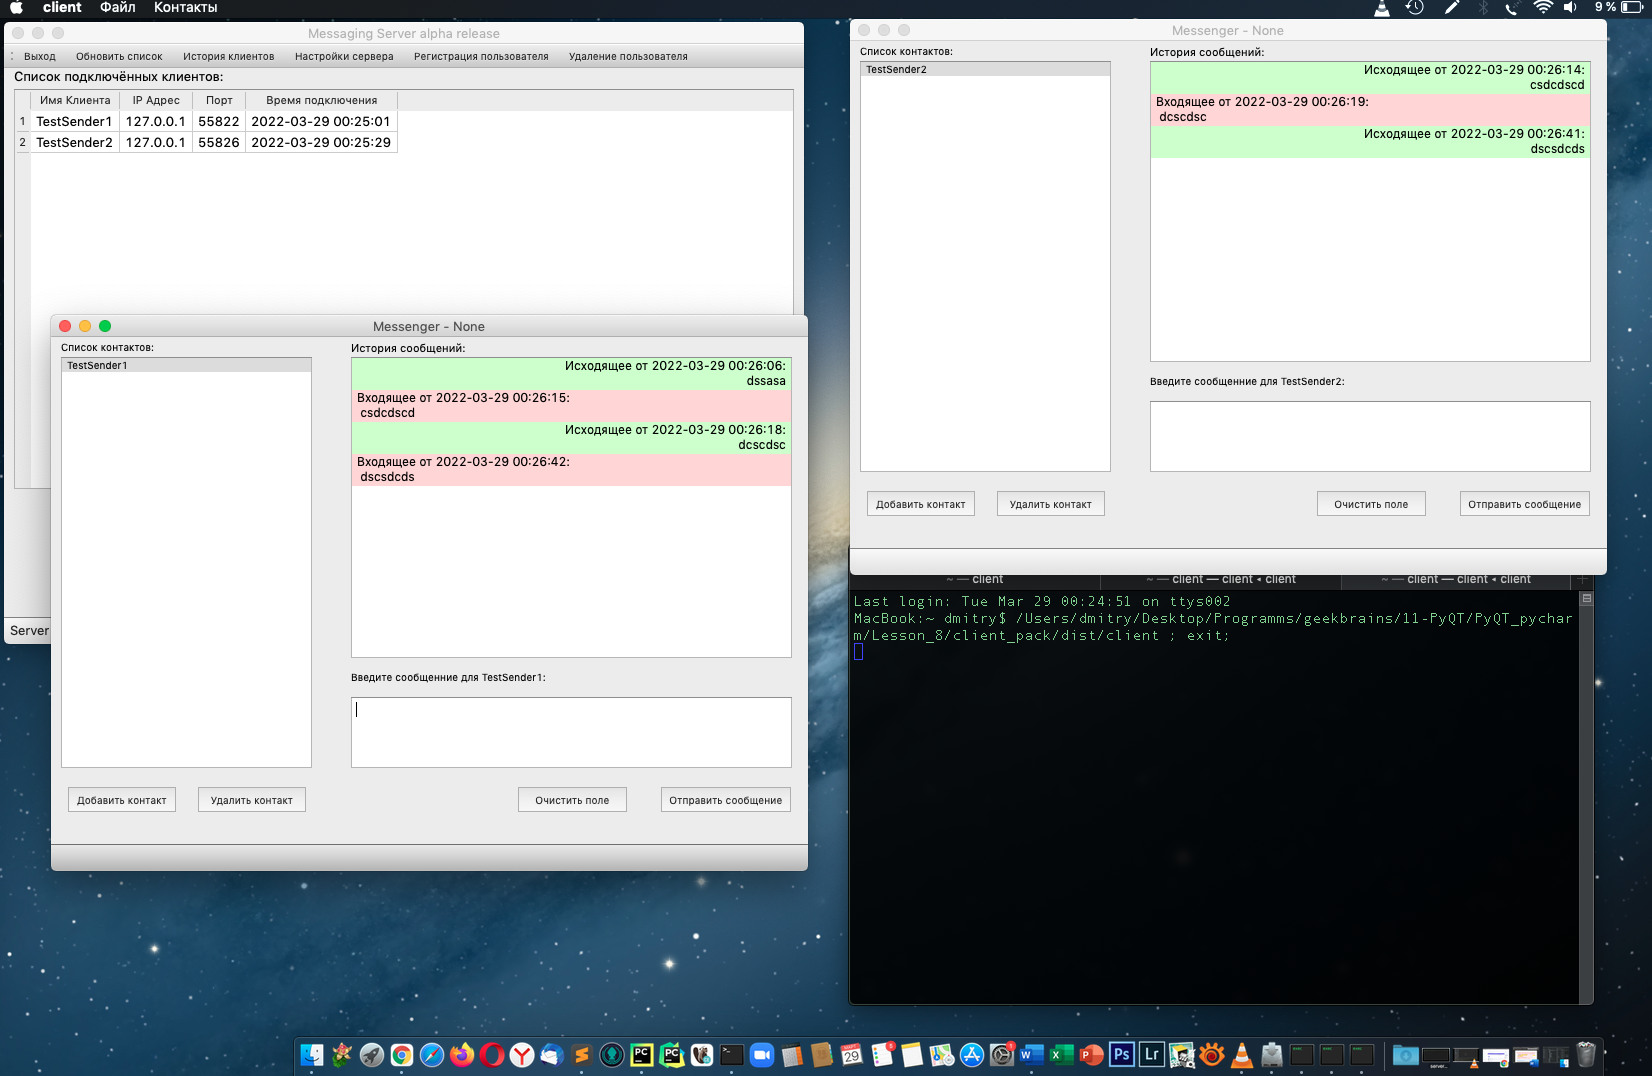 client Файл Контакты 9 %
Messaging Server alpha release
Выход Обновить список История клиентов Настройки сервера Регистрация пользователя Удаление пользователя
Список подключённых клиентов:
Имя Клиента IP Адрес Порт Время подключения
1 TestSender1 127.0.0.1 55822 2022-03-29 00:25:01
2 TestSender2 127.0.0.1 55826 2022-03-29 00:25:29
Server
Messenger - None
Список контактов:
TestSender1
История сообщений:
Исходящее от 2022-03-29 00:26:06:
dssasa
Входящее от 2022-03-29 00:26:15:
csdcdscd
Исходящее от 2022-03-29 00:26:18:
dcscdsc
Входящее от 2022-03-29 00:26:42:
dscsdcds
Введите сообщенние для TestSender1:
Добавить контакт Удалить контакт Очистить поле Отправить сообщение
Messenger - None
Список контактов:
TestSender2
История сообщений:
Исходящее от 2022-03-29 00:26:14:
csdcdscd
Входящее от 2022-03-29 00:26:19:
dcscdsc
Исходящее от 2022-03-29 00:26:41:
dscsdcds
Введите сообщенние для TestSender2:
Добавить контакт Удалить контакт Очистить поле Отправить сообщение
~ — client ~ — client — client ◂ client ~ — client — client ◂ client
Last login: Tue Mar 29 00:24:51 on ttys002
MacBook:~ dmitry$ /Users/dmitry/Desktop/Programms/geekbrains/11-PyQT/PyQT_pychar
m/Lesson_8/client_pack/dist/client ; exit;
PC PC 29 W X P Ps Lr